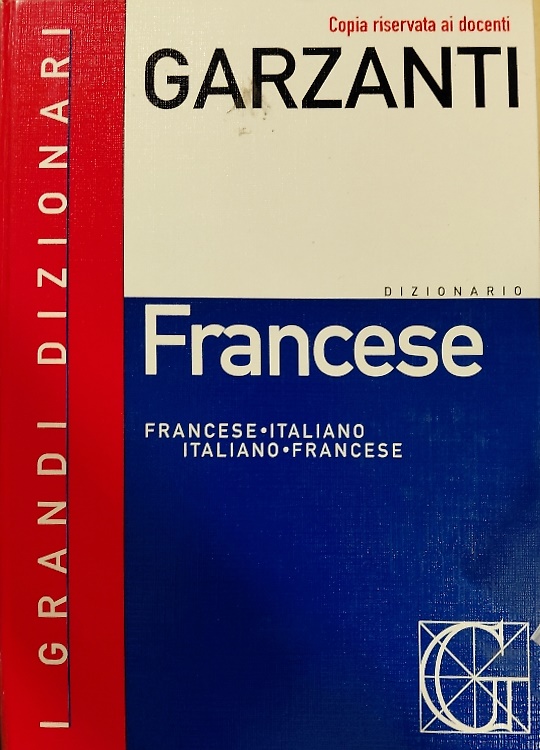 Copia riservata ai docenti
GARZANTI
DIZIONARIO
Francese
FRANCESE•ITALIANO
ITALIANO•FRANCESE
I GRANDI DIZIONARI
G